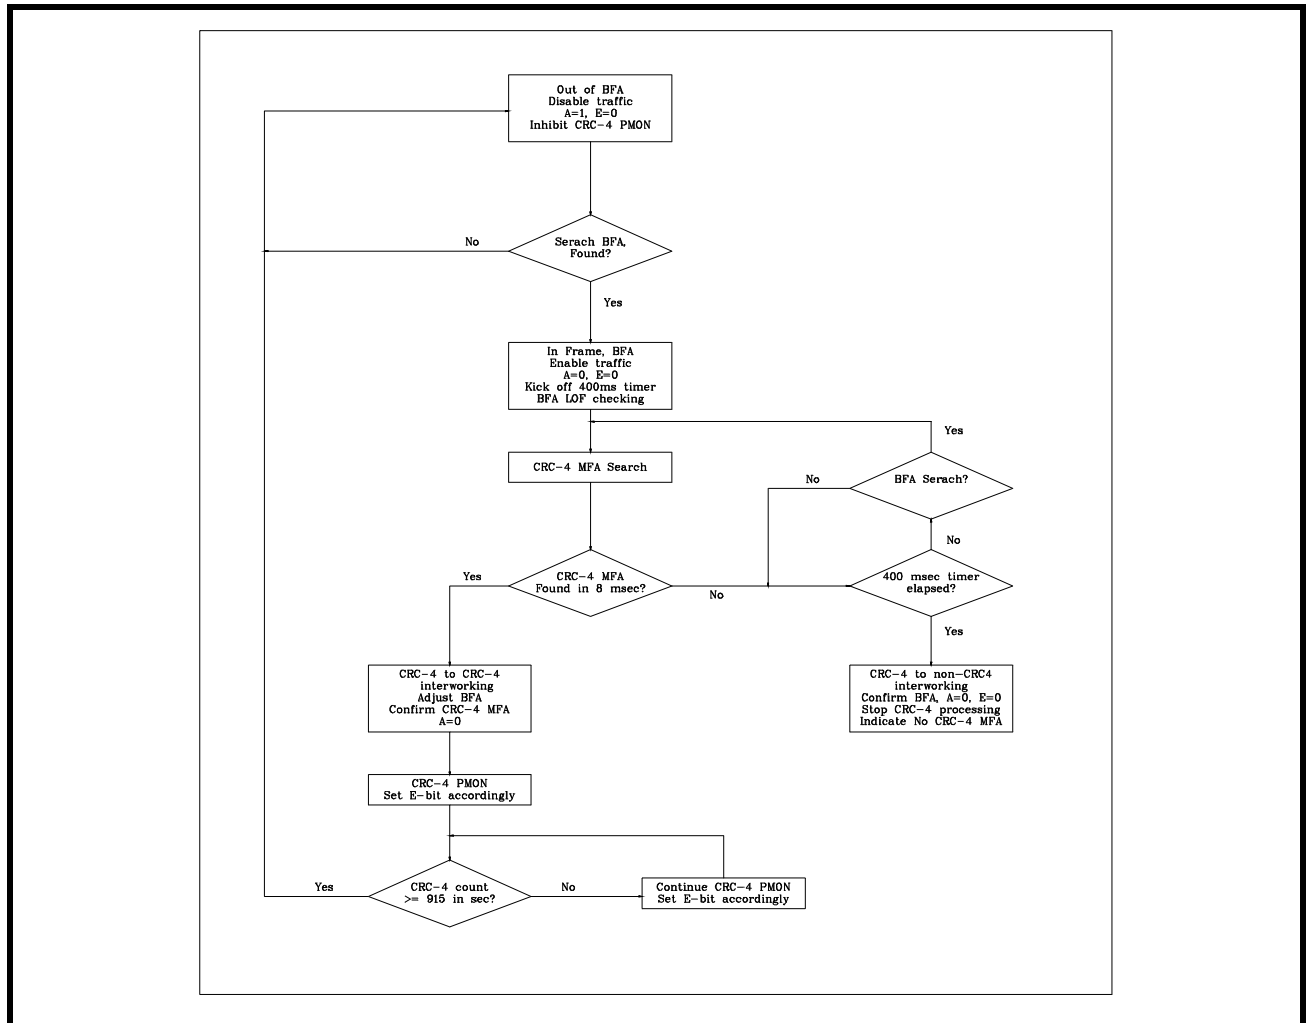 Out of BFA
Disable traffic
A=1, E=0
Inhibit CRC-4 PMON
No
Serach BFA,
Found?
Yes
In Frame, BFA
Enable traffic
A=0, E=0
Kick off 400ms timer
BFA LOF checking
Yes
CRC-4 MFA Search
No
BFA Serach?
No
Yes
CRC-4 MFA
Found in 8 msec?
No
400 msec timer
elapsed?
Yes
CRC-4 to CRC-4
interworking
Adjust BFA
Confirm CRC-4 MFA
A=0
CRC-4 to non-CRC4
interworking
Confirm BFA, A=0, E=0
Stop CRC-4 processing
Indicate No CRC-4 MFA
CRC-4 PMON
Set E-bit accordingly
Yes
CRC-4 count
>= 915 in sec?
No
Continue CRC-4 PMON
Set E-bit accordingly